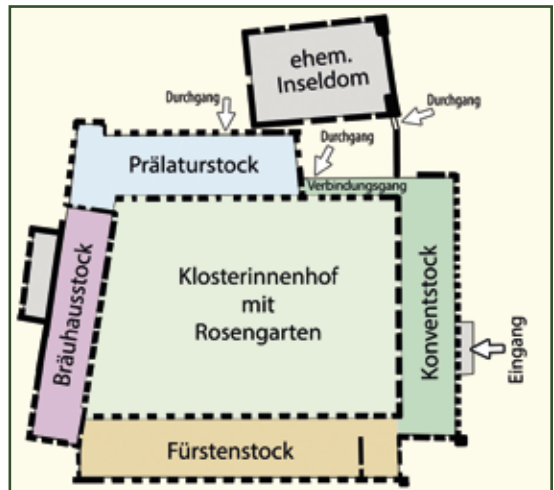 ehem.
Inseldom
Durchgang
Durchgang
Durchgang
Prälaturstock
Verbindungsgang
Klosterinnenhof
mit
Rosengarten
Bräuhausstock
Konventstock
Eingang
Fürstenstock